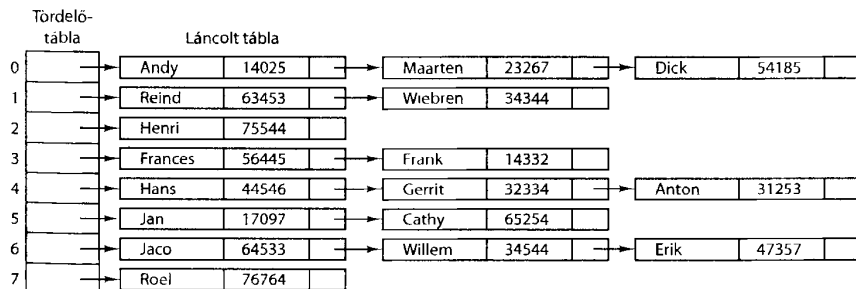 Tördelő-
tábla
Láncolt tábla
0 Andy 14025 Maarten 23267 Dick 54185
1 Reind 63453 Wiebren 34344
2 Henri 75544
3 Frances 56445 Frank 14332
4 Hans 44546 Gerrit 32334 Anton 31253
5 Jan 17097 Cathy 65254
6 Jaco 64533 Willem 34544 Erik 47357
7 Roel 76764